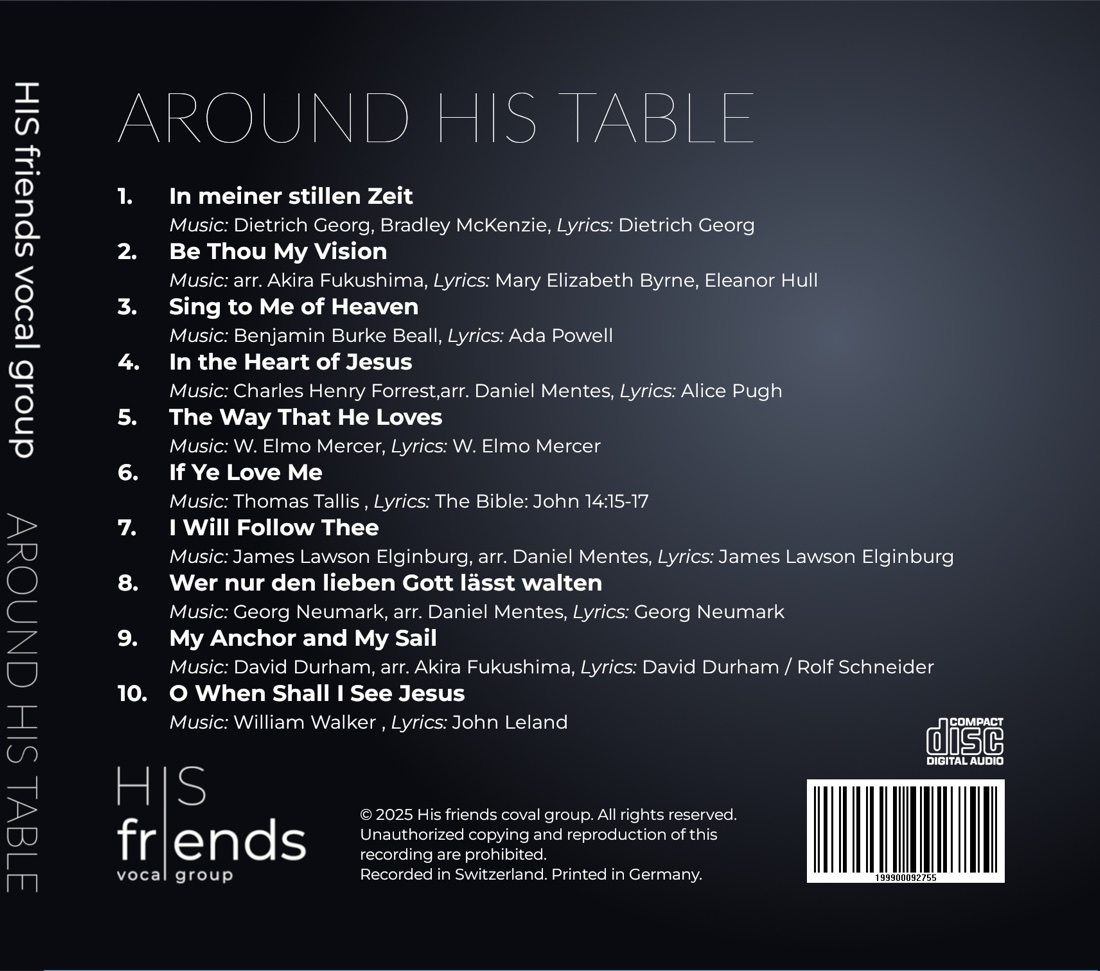 HIS friends vocal group
AROUND HIS TABLE
AROUND HIS TABLE
1. In meiner stillen Zeit
Music: Dietrich Georg, Bradley McKenzie, Lyrics: Dietrich Georg
2. Be Thou My Vision
Music: arr. Akira Fukushima, Lyrics: Mary Elizabeth Byrne, Eleanor Hull
3. Sing to Me of Heaven
Music: Benjamin Burke Beall, Lyrics: Ada Powell
4. In the Heart of Jesus
Music: Charles Henry Forrest,arr. Daniel Mentes, Lyrics: Alice Pugh
5. The Way That He Loves
Music: W. Elmo Mercer, Lyrics: W. Elmo Mercer
6. If Ye Love Me
Music: Thomas Tallis , Lyrics: The Bible: John 14:15-17
7. I Will Follow Thee
Music: James Lawson Elginburg, arr. Daniel Mentes, Lyrics: James Lawson Elginburg
8. Wer nur den lieben Gott lässt walten
Music: Georg Neumark, arr. Daniel Mentes, Lyrics: Georg Neumark
9. My Anchor and My Sail
Music: David Durham, arr. Akira Fukushima, Lyrics: David Durham / Rolf Schneider
10. O When Shall I See Jesus
Music: William Walker , Lyrics: John Leland
HIS
friends
vocal group
© 2025 His friends coval group. All rights reserved.
Unauthorized copying and reproduction of this
recording are prohibited.
Recorded in Switzerland. Printed in Germany.
COMPACT
disc
DIGITAL AUDIO
199900092755